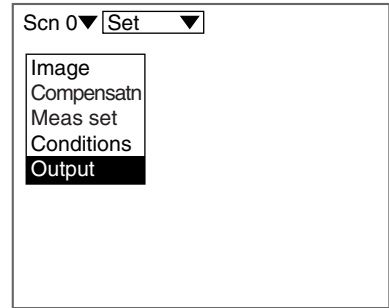 Scn 0▼ Set ▼
Image
Compensatn
Meas set
Conditions
Output